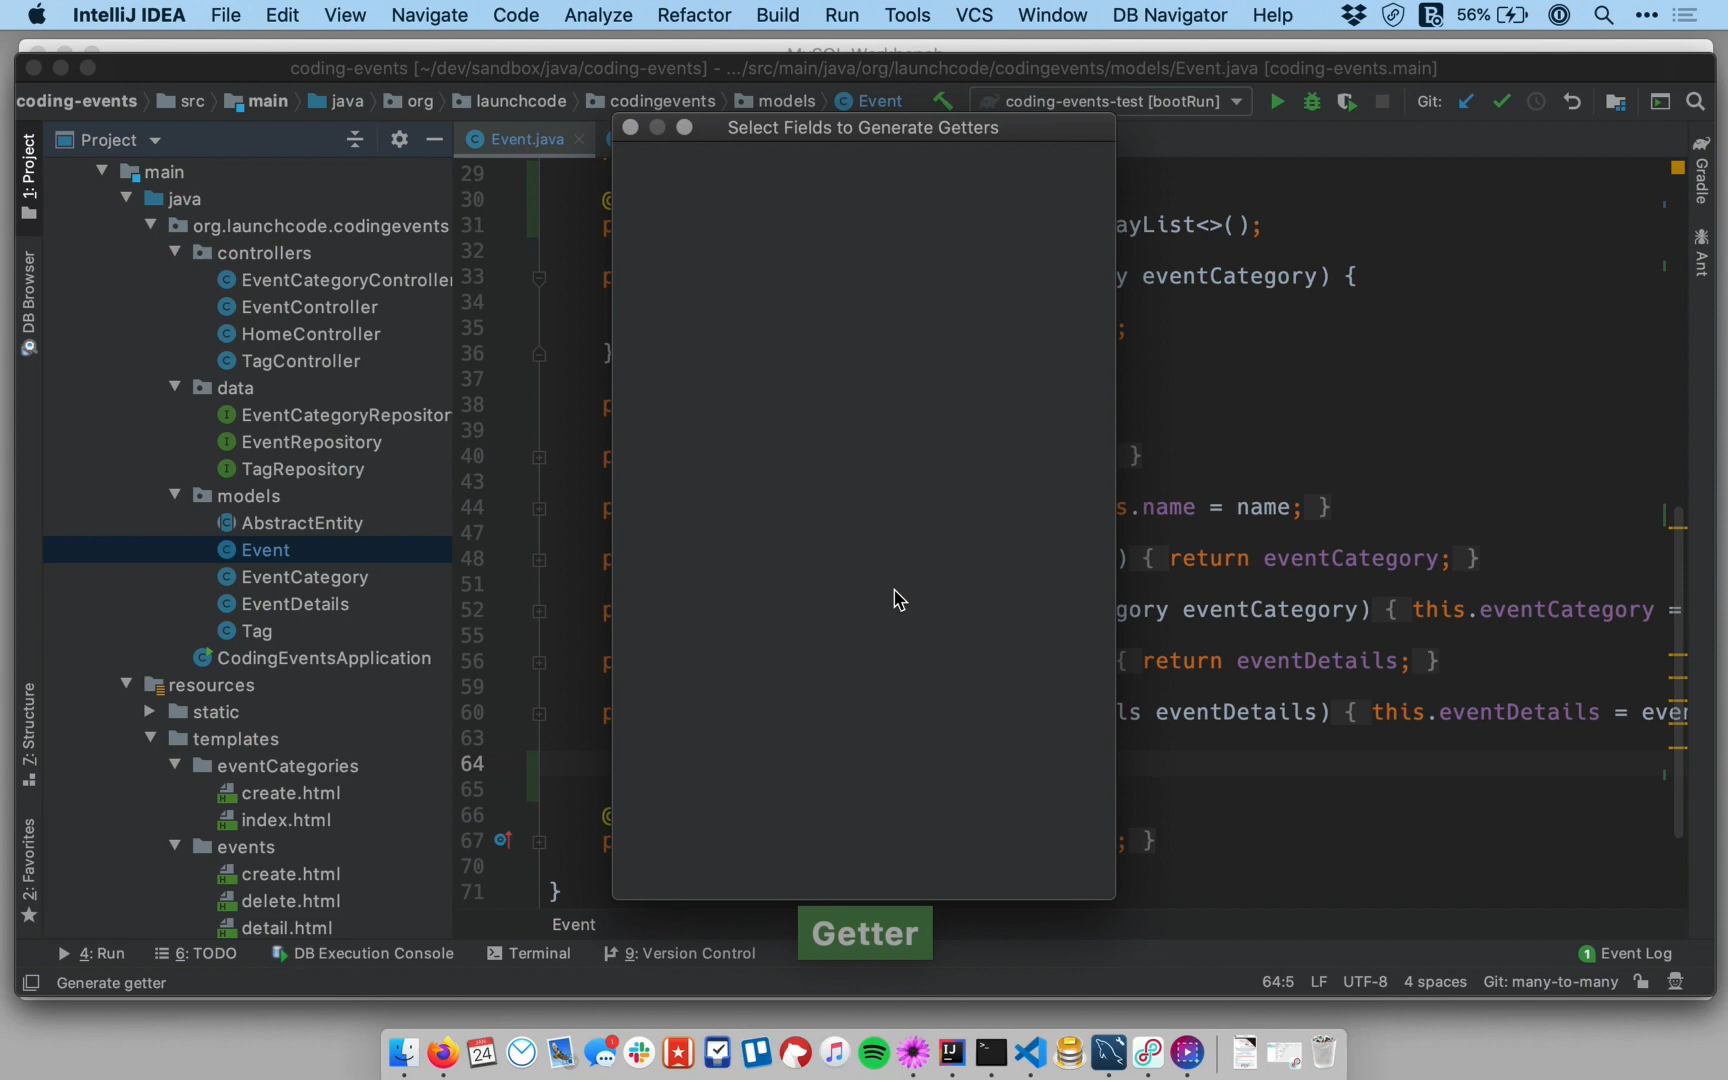 IntelliJ IDEA File Edit View Navigate Code Analyze Refactor Build Run Tools VCS Window DB Navigator Help 56%
coding-events [~/dev/sandbox/java/coding-events] - .../src/main/java/org/launchcode/codingevents/models/Event.java [coding-events.main]
coding-events src main java org launchcode codingevents models Event coding-events-test [bootRun] Git:
Select Fields to Generate Getters
1: Project
DB Browser
7: Structure
2: Favorites
Project
main
java
org.launchcode.codingevents
controllers
EventCategoryController
EventController
HomeController
TagController
data
EventCategoryRepositor
EventRepository
TagRepository
models
AbstractEntity
Event
EventCategory
EventDetails
Tag
CodingEventsApplication
resources
static
templates
eventCategories
create.html
index.html
events
create.html
delete.html
detail.html
Event.java
29
30 @
31 p ayList<>();
32
33 p y eventCategory) {
34
35 ;
36 }
37
38 p
39
40 p }
43
44 p s.name = name; }
47
48 p ) { return eventCategory; }
51
52 p gory eventCategory) { this.eventCategory =
55
56 p { return eventDetails; }
59
60 p ls eventDetails) { this.eventDetails = even
63
64
65
66 @
67 p ; }
70
71 }
Event
Getter
Gradle
Ant
4: Run 6: TODO DB Execution Console Terminal 9: Version Control 1 Event Log
Generate getter 64:5 LF UTF-8 4 spaces Git: many-to-many
JAN
24
1